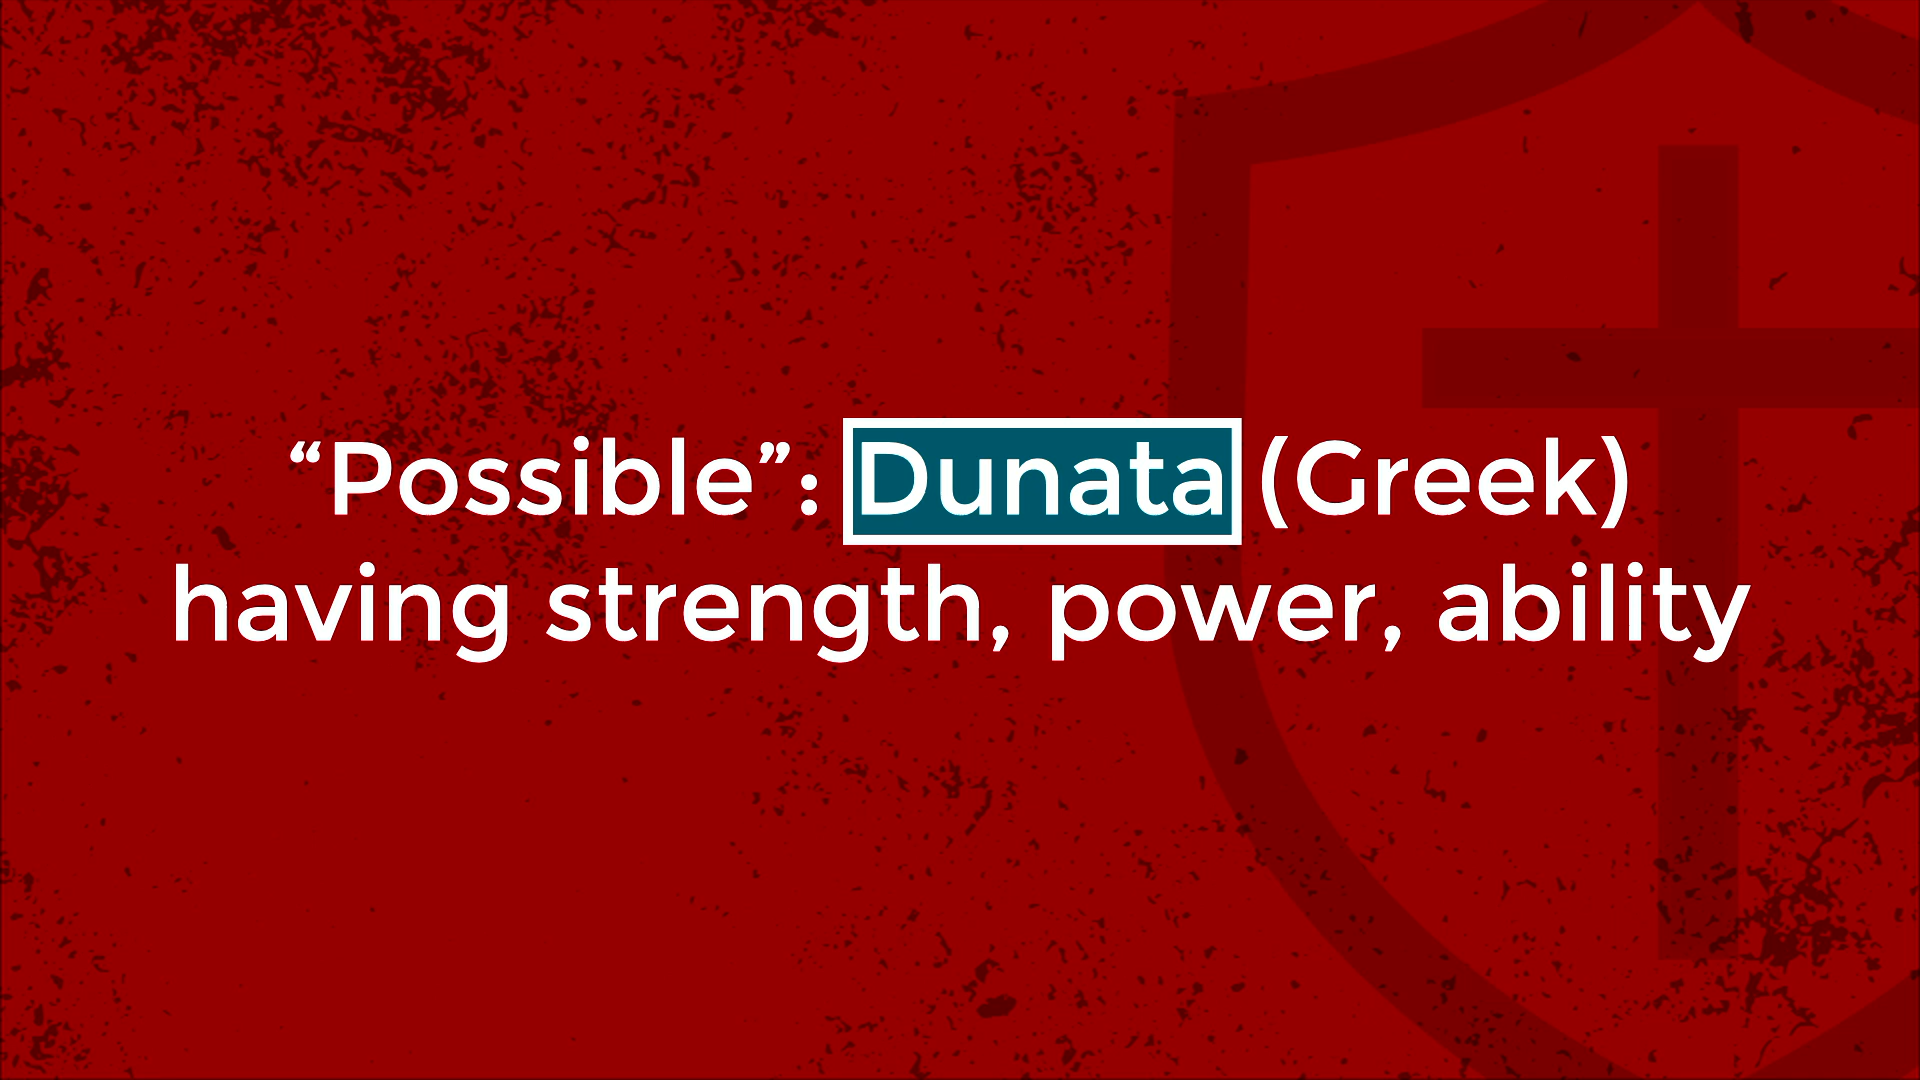 “Possible”: Dunata (Greek)
having strength, power, ability